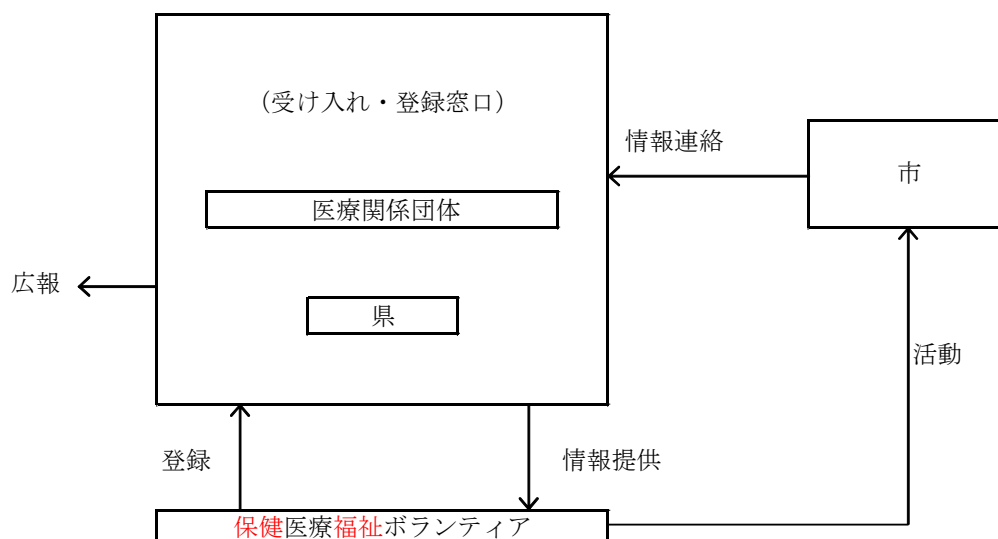 （受け入れ・登録窓口）
情報連絡
市
医療関係団体
広報
県
活動
登録
情報提供
保健医療福祉ボランティア